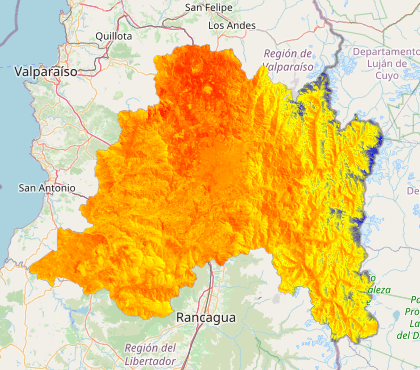 San Felipe
Los Andes
Quillota
Región de
Valparaíso
Departamento
Luján de
Cuyo
Valparaíso
San Antonio
Rancagua
Región del
Libertador